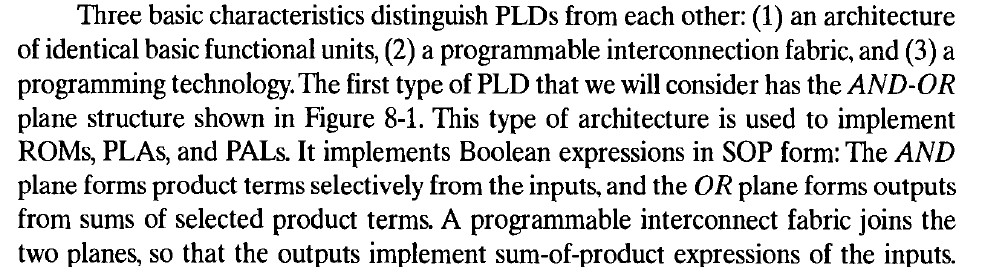 Three basic characteristics distinguish PLDs from each other: (1) an architecture
of identical basic functional units, (2) a programmable interconnection fabric, and (3) a
programming technology. The first type of PLD that we will consider has the AND-OR
plane structure shown in Figure 8-1. This type of architecture is used to implement
ROMs, PLAs, and PALs. It implements Boolean expressions in SOP form: The AND
plane forms product terms selectively from the inputs, and the OR plane forms outputs
from sums of selected product terms. A programmable interconnect fabric joins the
two planes, so that the outputs implement sum-of-product expressions of the inputs.